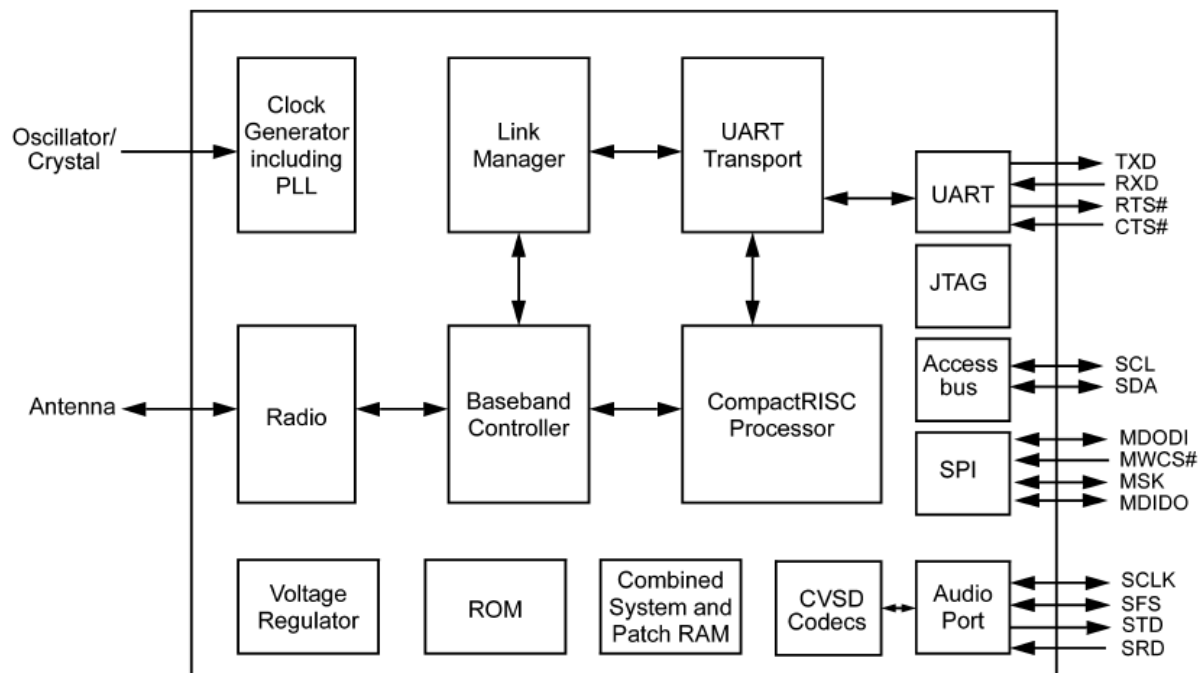 Oscillator/
Crystal
Clock
Generator
including
PLL
Link
Manager
UART
Transport
UART
TXD
RXD
RTS#
CTS#
JTAG
Antenna
Radio
Baseband
Controller
CompactRISC
Processor
Access
bus
SCL
SDA
SPI
MDODI
MWCS#
MSK
MDIDO
Voltage
Regulator
ROM
Combined
System and
Patch RAM
CVSD
Codecs
Audio
Port
SCLK
SFS
STD
SRD